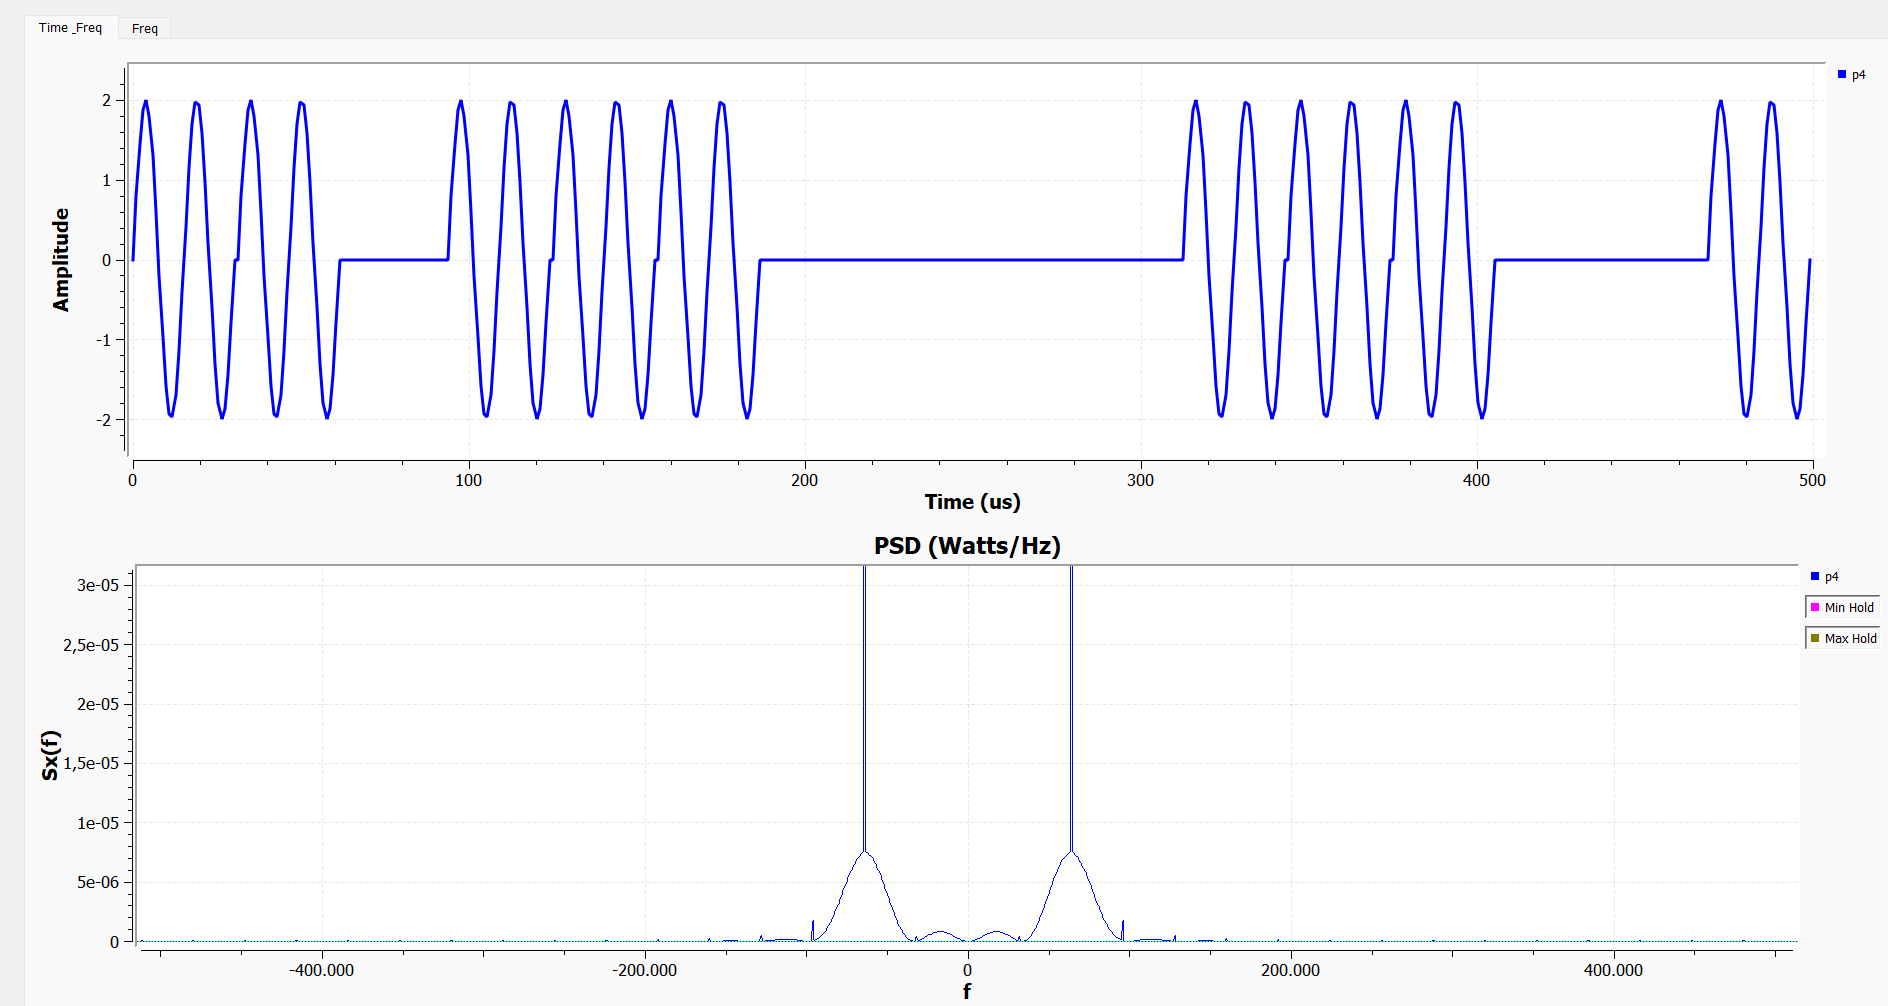 Time _Freq
Freq
2
1
0
-1
-2
Amplitude
0
100
200
300
400
500
Time (us)
p4
PSD (Watts/Hz)
3e-05
2,5e-05
2e-05
1,5e-05
1e-05
5e-06
0
Sx(f)
-400.000
-200.000
0
200.000
400.000
f
p4
Min Hold
Max Hold